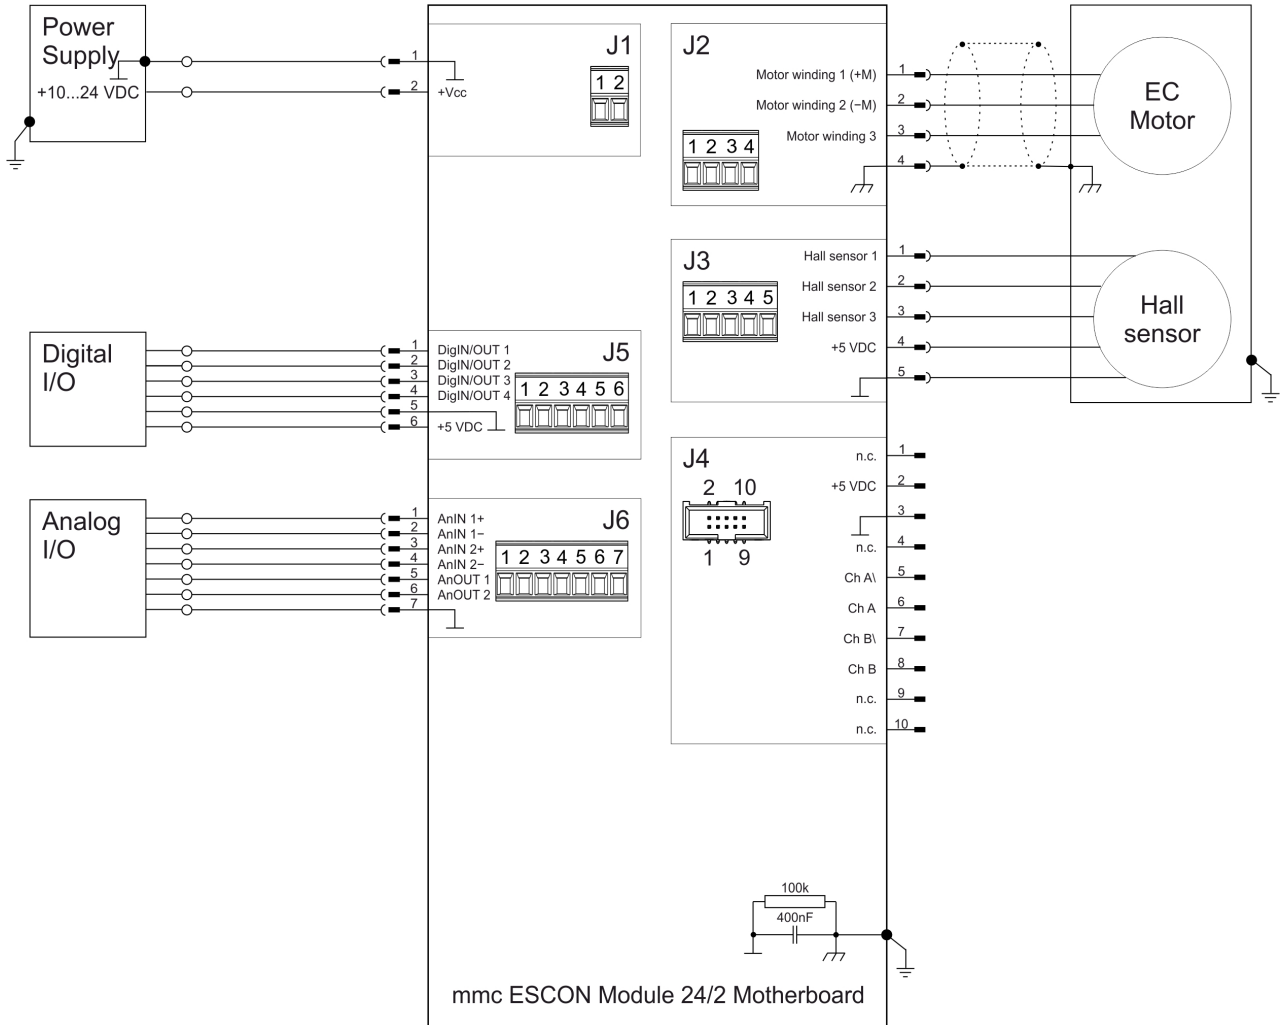 Power
Supply
+10...24 VDC
1
2
+Vcc
J1
1 2
J2
Motor winding 1 (+M)
Motor winding 2 (−M)
Motor winding 3
1
2
3
4
1 2 3 4
EC
Motor
J3
1 2 3 4 5
Hall sensor 1
Hall sensor 2
Hall sensor 3
+5 VDC
1
2
3
4
5
Hall
sensor
Digital
I/O
1
2
3
4
5
6
DigIN/OUT 1
DigIN/OUT 2
DigIN/OUT 3
DigIN/OUT 4
+5 VDC
J5
1 2 3 4 5 6
Analog
I/O
1
2
3
4
5
6
7
AnIN 1+
AnIN 1−
AnIN 2+
AnIN 2−
AnOUT 1
AnOUT 2
J6
1 2 3 4 5 6 7
J4
2 10
1 9
n.c.
+5 VDC
n.c.
Ch A\
Ch A
Ch B\
Ch B
n.c.
n.c.
1
2
3
4
5
6
7
8
9
10
100k
400nF
mmc ESCON Module 24/2 Motherboard